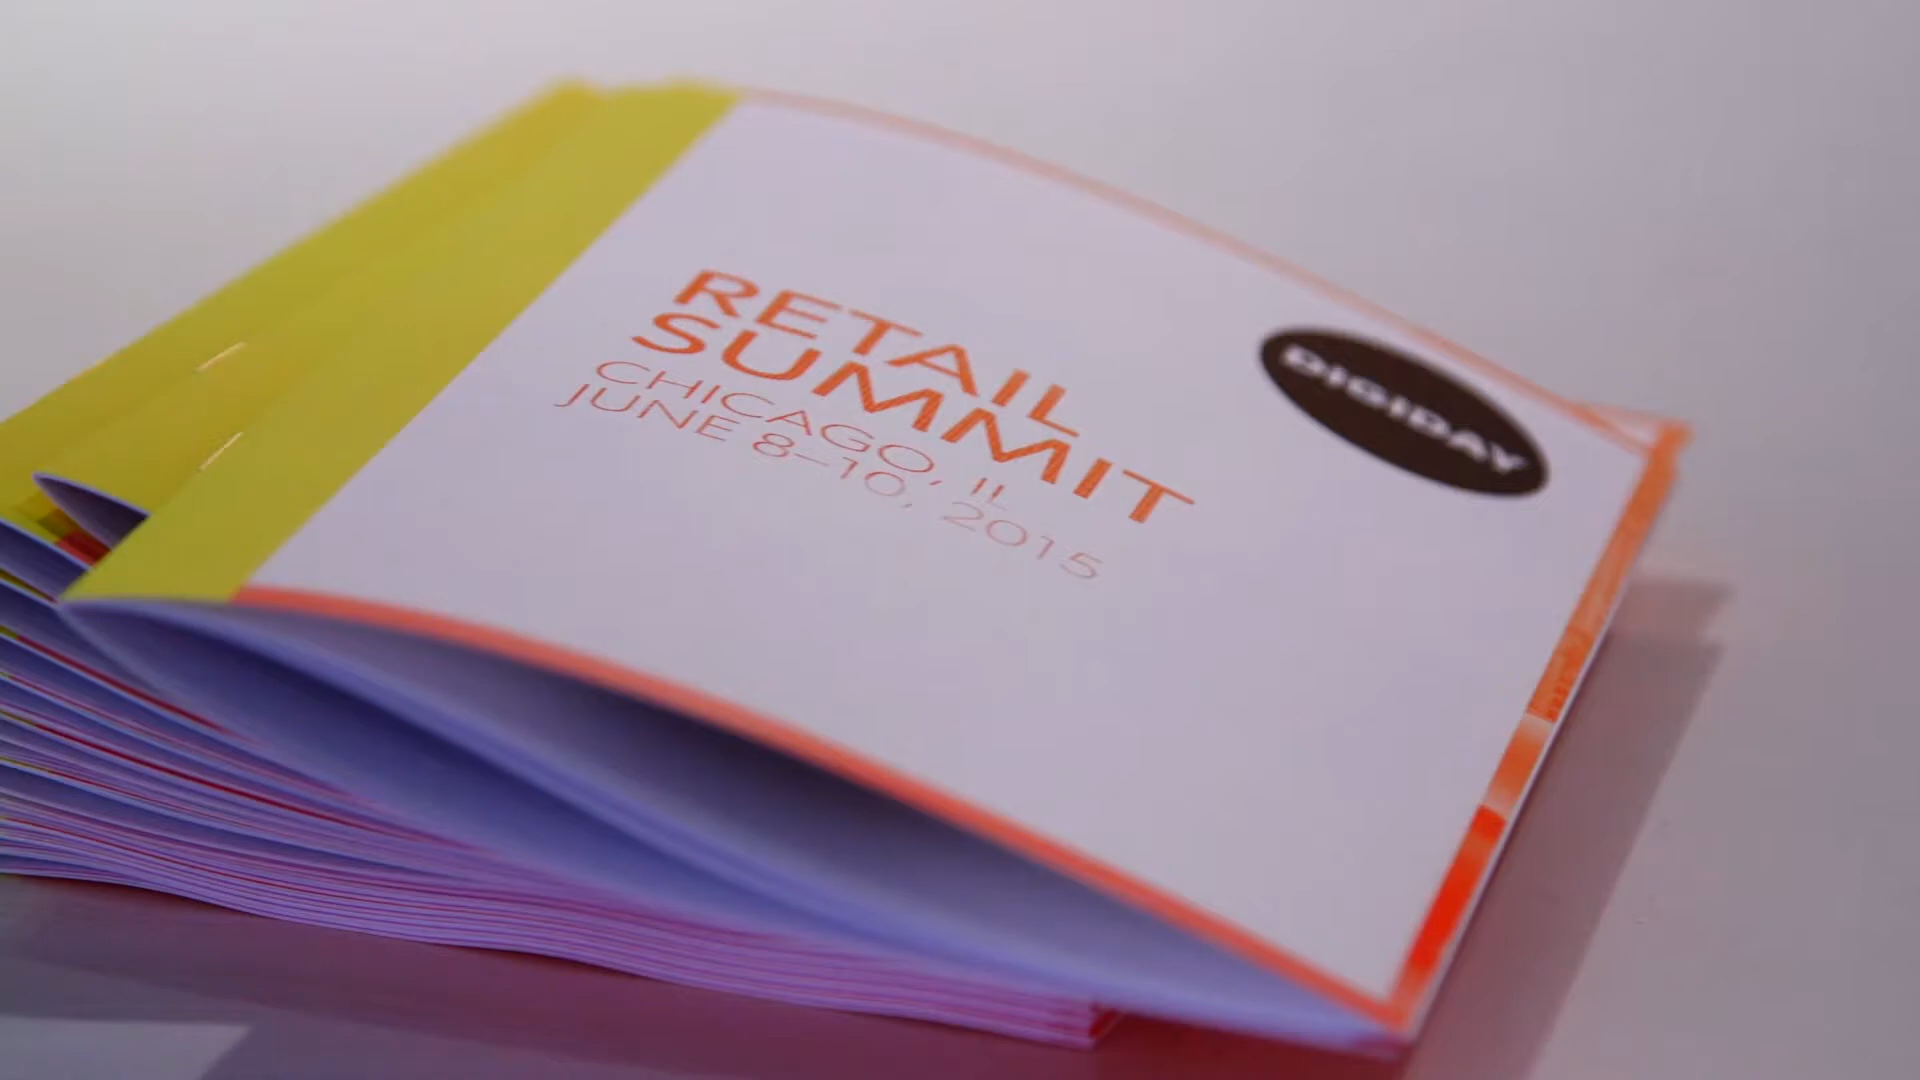 RETAIL
SUMMIT
CHICAGO, IL
JUNE 8–10, 2015
DIGIDAY